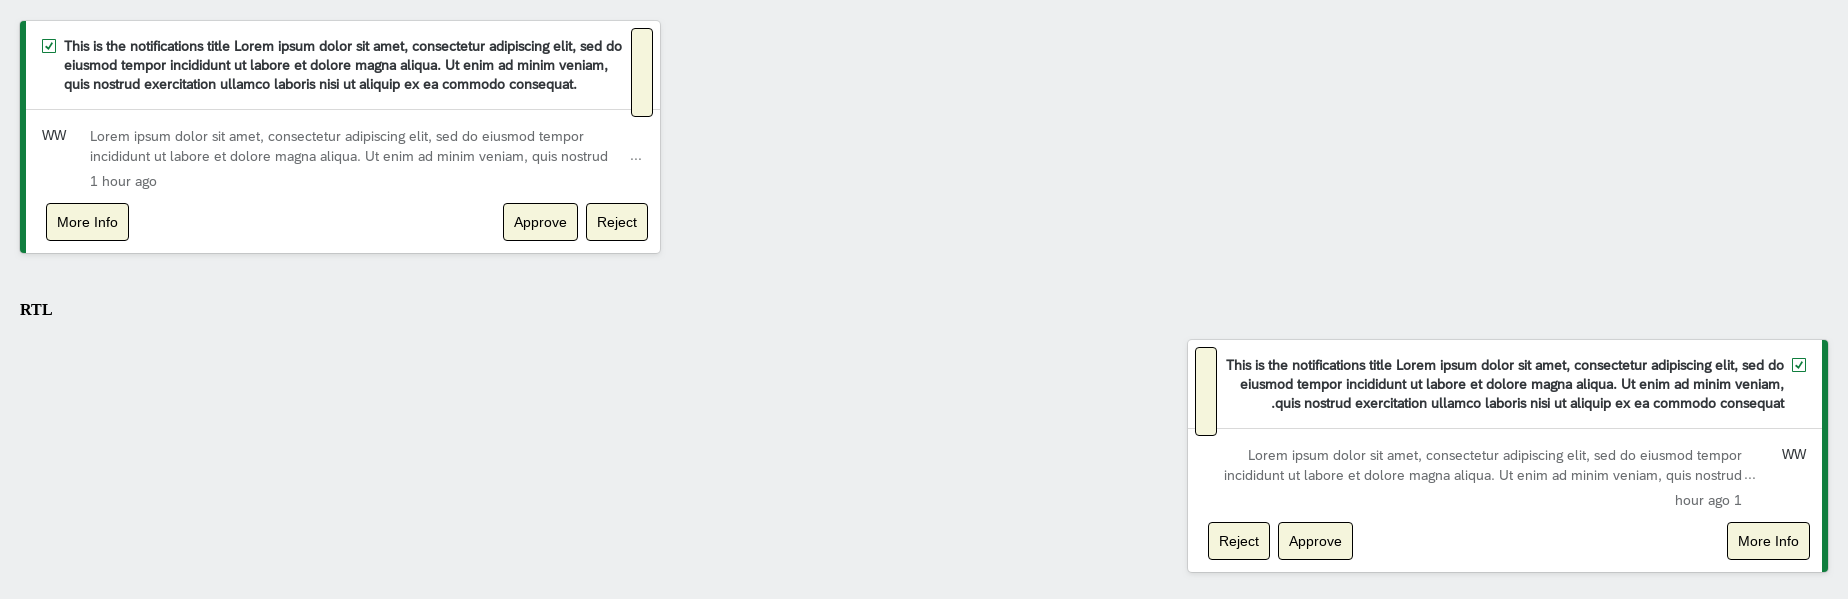 This is the notifications title Lorem ipsum dolor sit amet, consectetur adipiscing elit, sed do
eiusmod tempor incididunt ut labore et dolore magna aliqua. Ut enim ad minim veniam,
quis nostrud exercitation ullamco laboris nisi ut aliquip ex ea commodo consequat.
WW
Lorem ipsum dolor sit amet, consectetur adipiscing elit, sed do eiusmod tempor
incididunt ut labore et dolore magna aliqua. Ut enim ad minim veniam, quis nostrud ...
1 hour ago
More Info Approve Reject
RTL
This is the notifications title Lorem ipsum dolor sit amet, consectetur adipiscing elit, sed do
eiusmod tempor incididunt ut labore et dolore magna aliqua. Ut enim ad minim veniam,
.quis nostrud exercitation ullamco laboris nisi ut aliquip ex ea commodo consequat
Lorem ipsum dolor sit amet, consectetur adipiscing elit, sed do eiusmod tempor WW
incididunt ut labore et dolore magna aliqua. Ut enim ad minim veniam, quis nostrud ...
hour ago 1
Reject Approve More Info